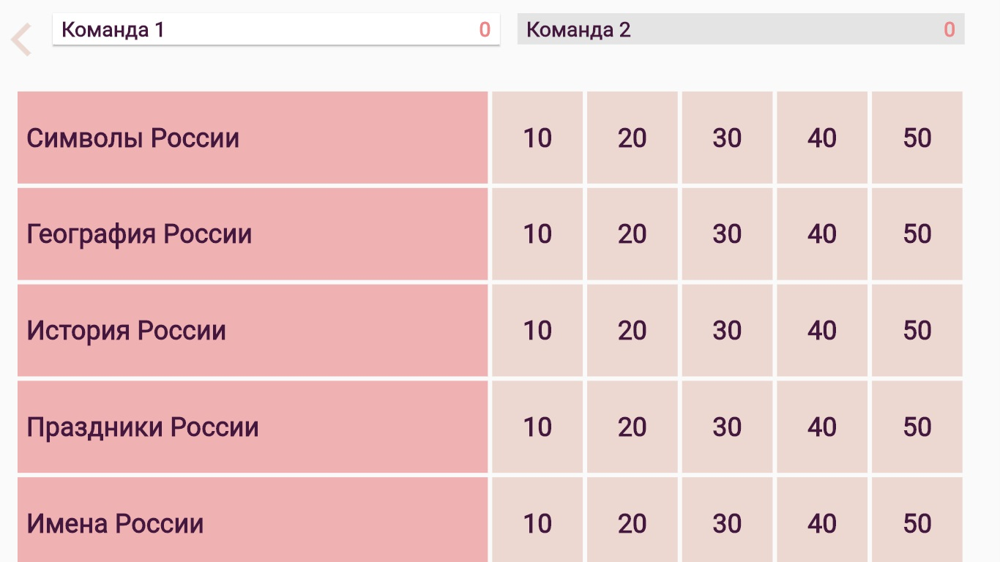 Команда 1 0 Команда 2 0
Символы России 10 20 30 40 50
География России 10 20 30 40 50
История России 10 20 30 40 50
Праздники России 10 20 30 40 50
Имена России 10 20 30 40 50